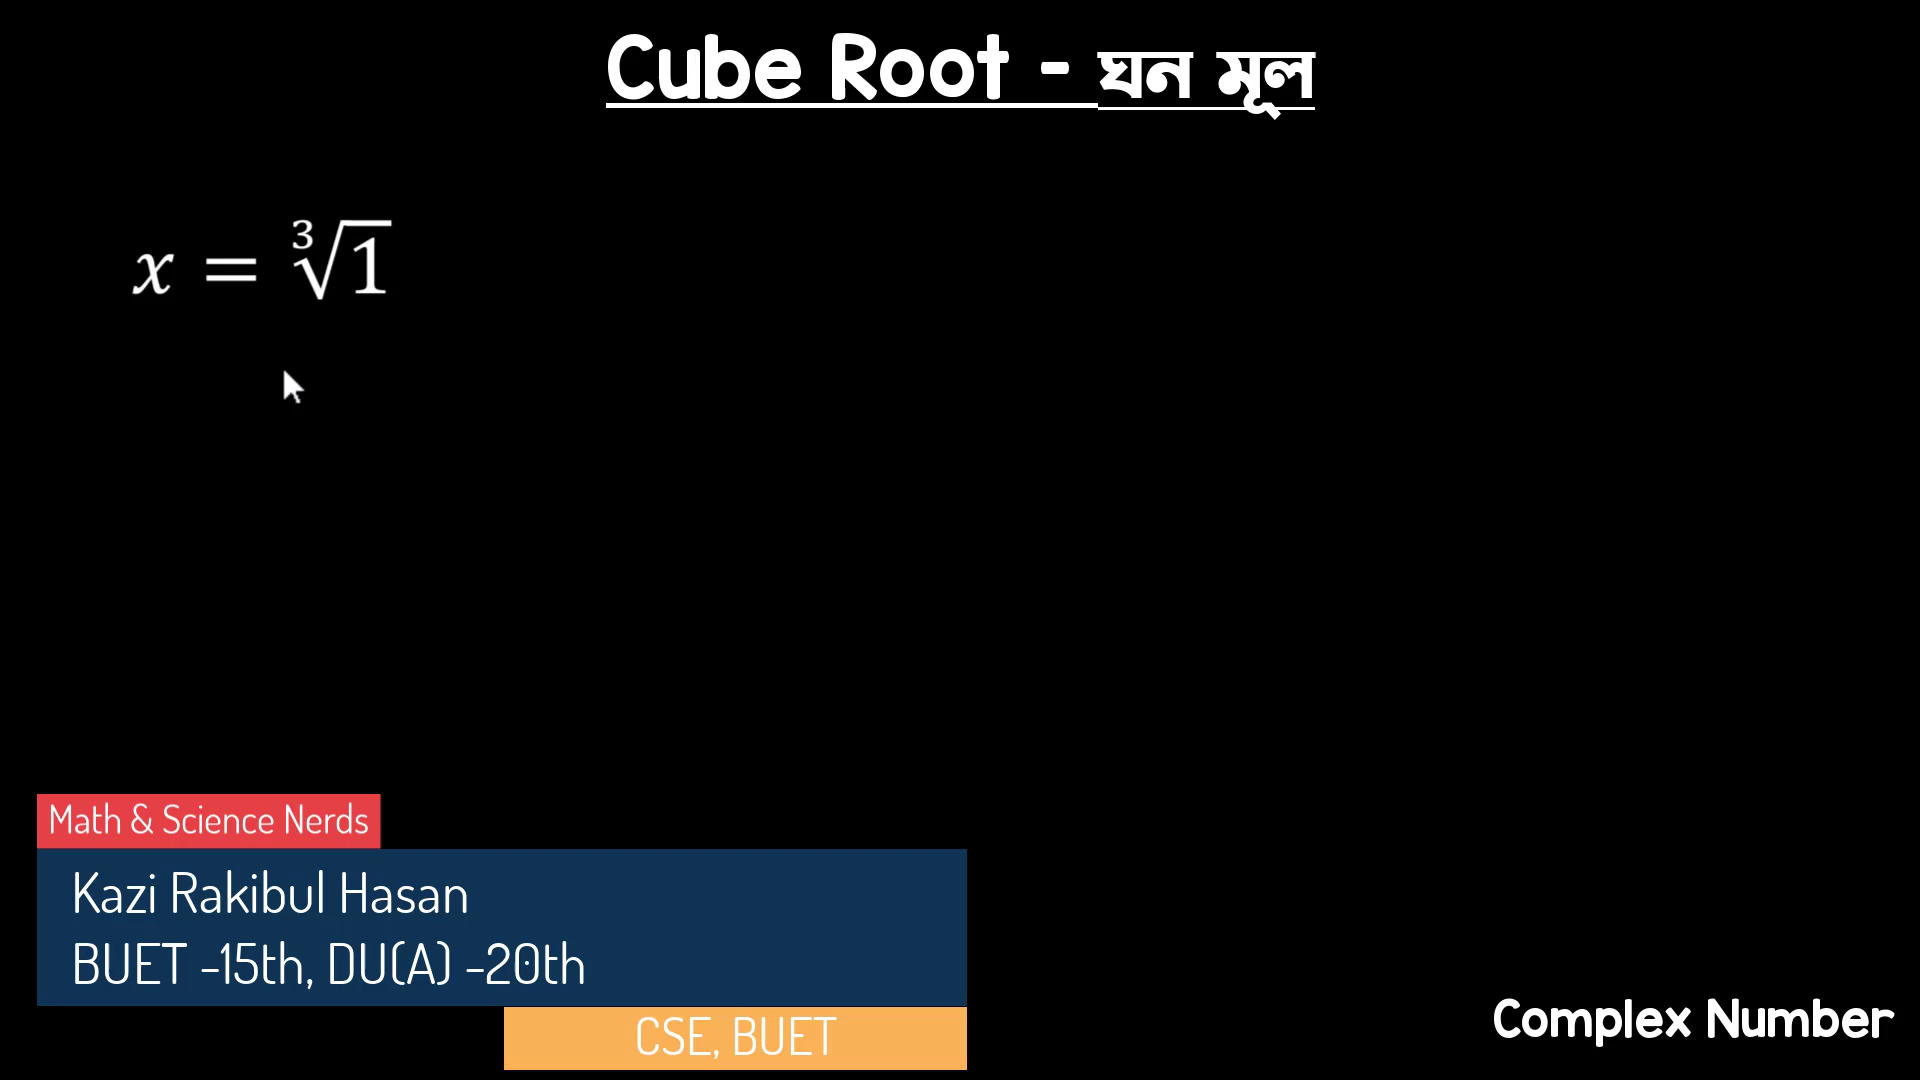 Cube Root - ঘন মূল
x = ∛1
Math & Science Nerds
Kazi Rakibul Hasan
BUET -15th, DU(A) -20th
CSE, BUET
Complex Number